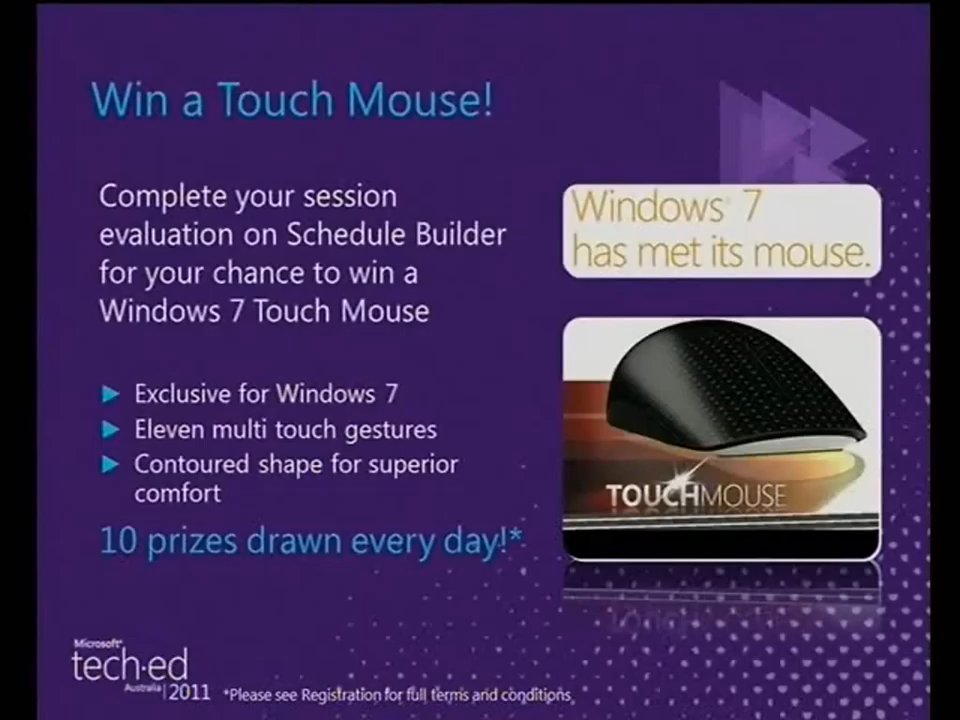 Win a Touch Mouse!
Complete your session
evaluation on Schedule Builder
for your chance to win a
Windows 7 Touch Mouse
Exclusive for Windows 7
Eleven multi touch gestures
Contoured shape for superior
comfort
10 prizes drawn every day!*
Windows 7
has met its mouse.
TOUCHMOUSE
Microsoft
tech·ed
Australia | 2011
*Please see Registration for full terms and conditions.